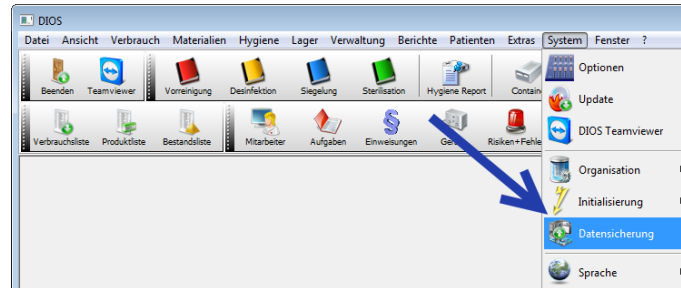 DIOS
Datei Ansicht Verbrauch Materialien Hygiene Lager Verwaltung Berichte Patienten Extras System Fenster ?
Beenden Teamviewer Vorreinigung Desinfektion Siegelung Sterilisation Hygiene Report
Verbrauchsliste Produktliste Bestandsliste Mitarbeiter Aufgaben Einweisungen
Optionen
Update
DIOS Teamviewer
Organisation
Initialisierung
Datensicherung
Sprache